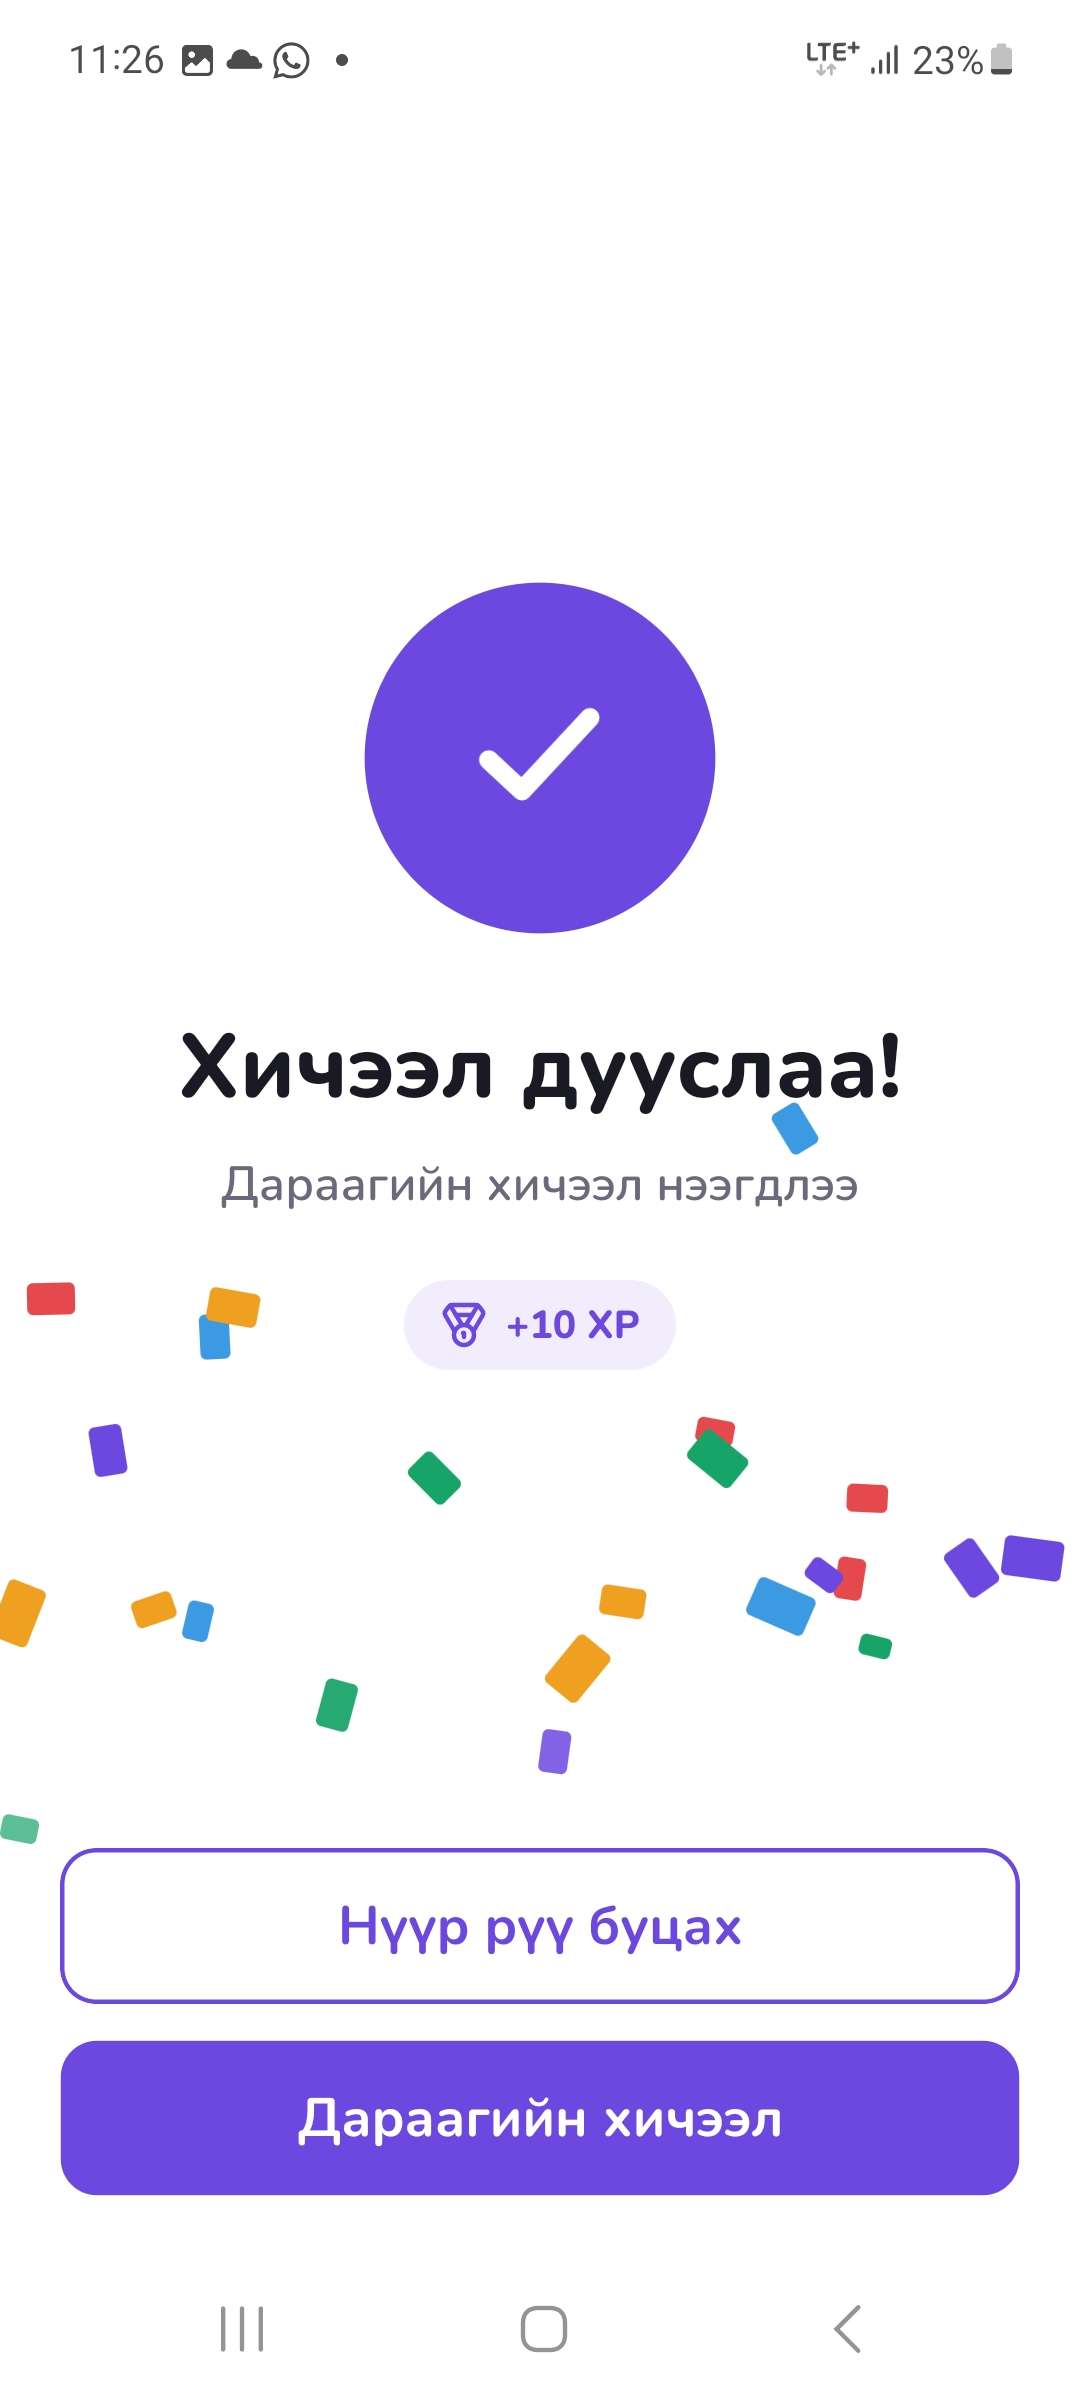 11:26
LTE+
23%
Хичээл дууслаа!
Дараагийн хичээл нээгдлээ
+10 XP
Нүүр рүү буцах
Дараагийн хичээл